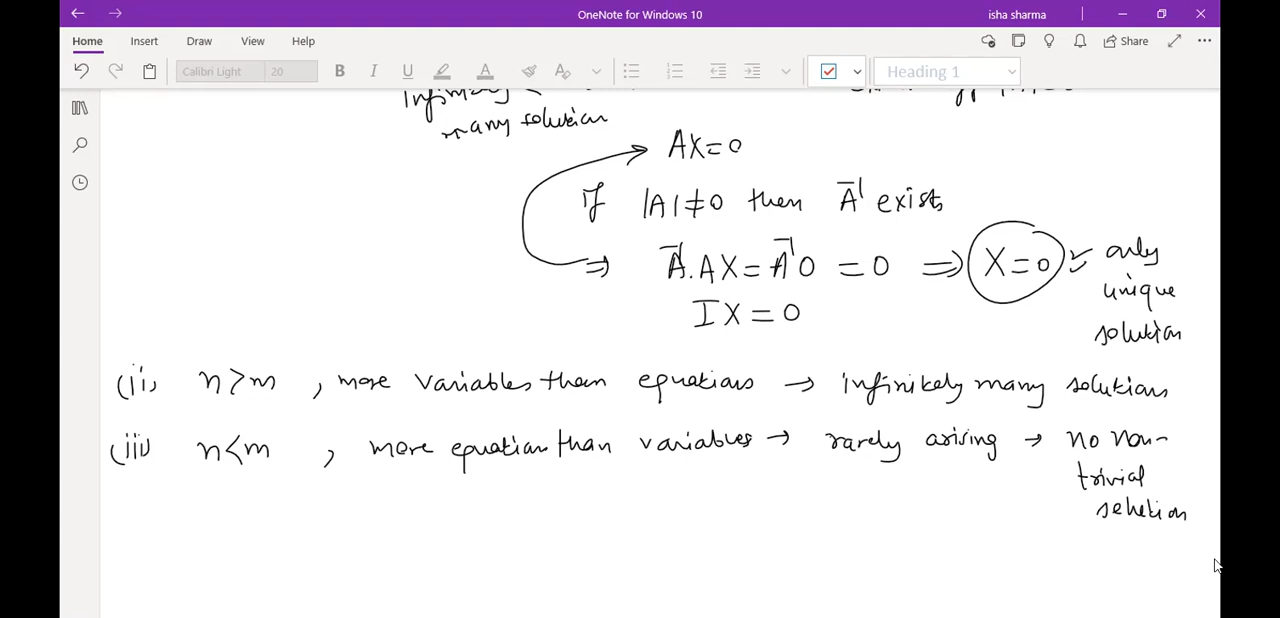 OneNote for Windows 10
isha sharma
Home Insert Draw View Help
Share
Calibri Light 20
B I U A
Heading 1
Infinitely
many solution
AX=0
If |A|≠0 then A⁻¹ exists
⇒ A⁻¹.AX=A⁻¹0 =0 ⇒ X=0 only
unique
solution
IX=0
(ii) n>m , more variables than equations → infinitely many solutions
(iii) n<m , more equation than variables → rarely arising → no non-
trivial
solution